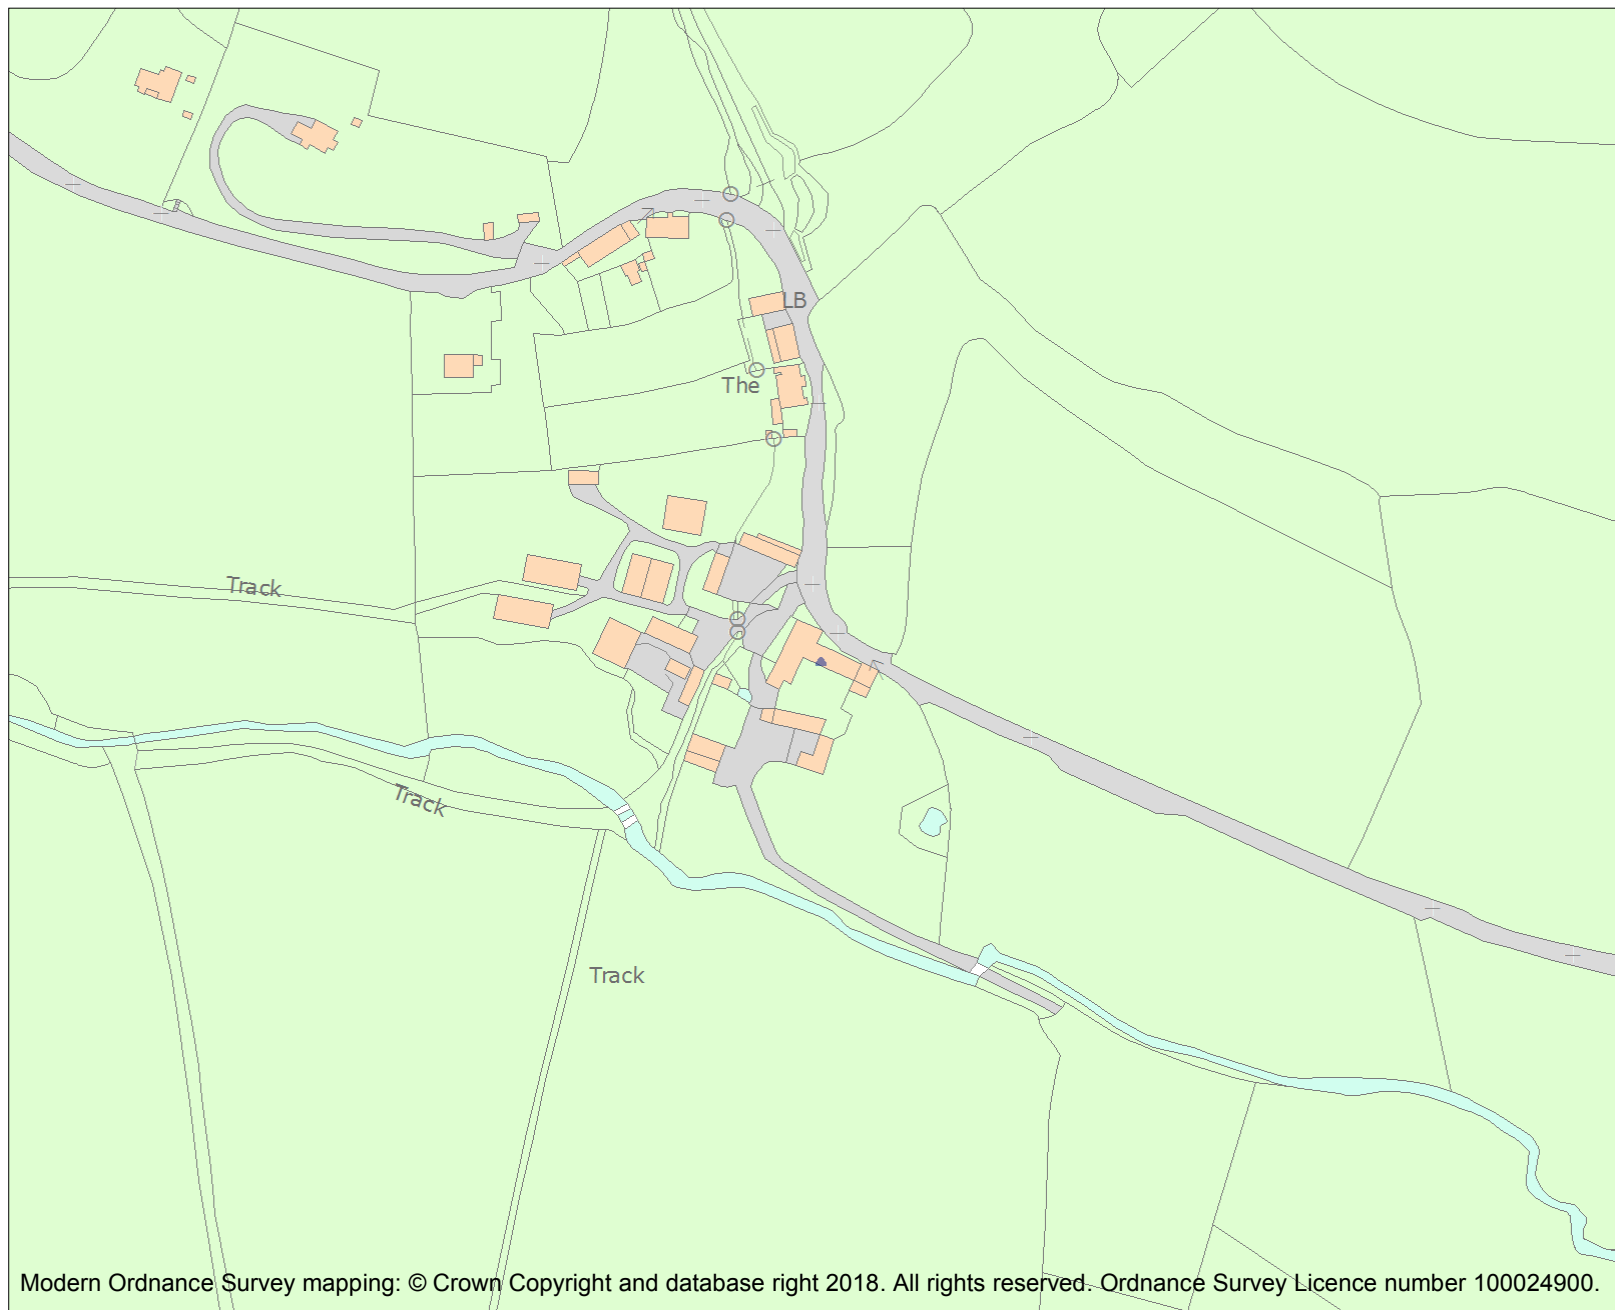 LB
The
Track
Track
Track
Modern Ordnance Survey mapping: © Crown Copyright and database right 2018. All rights reserved. Ordnance Survey Licence number 100024900.